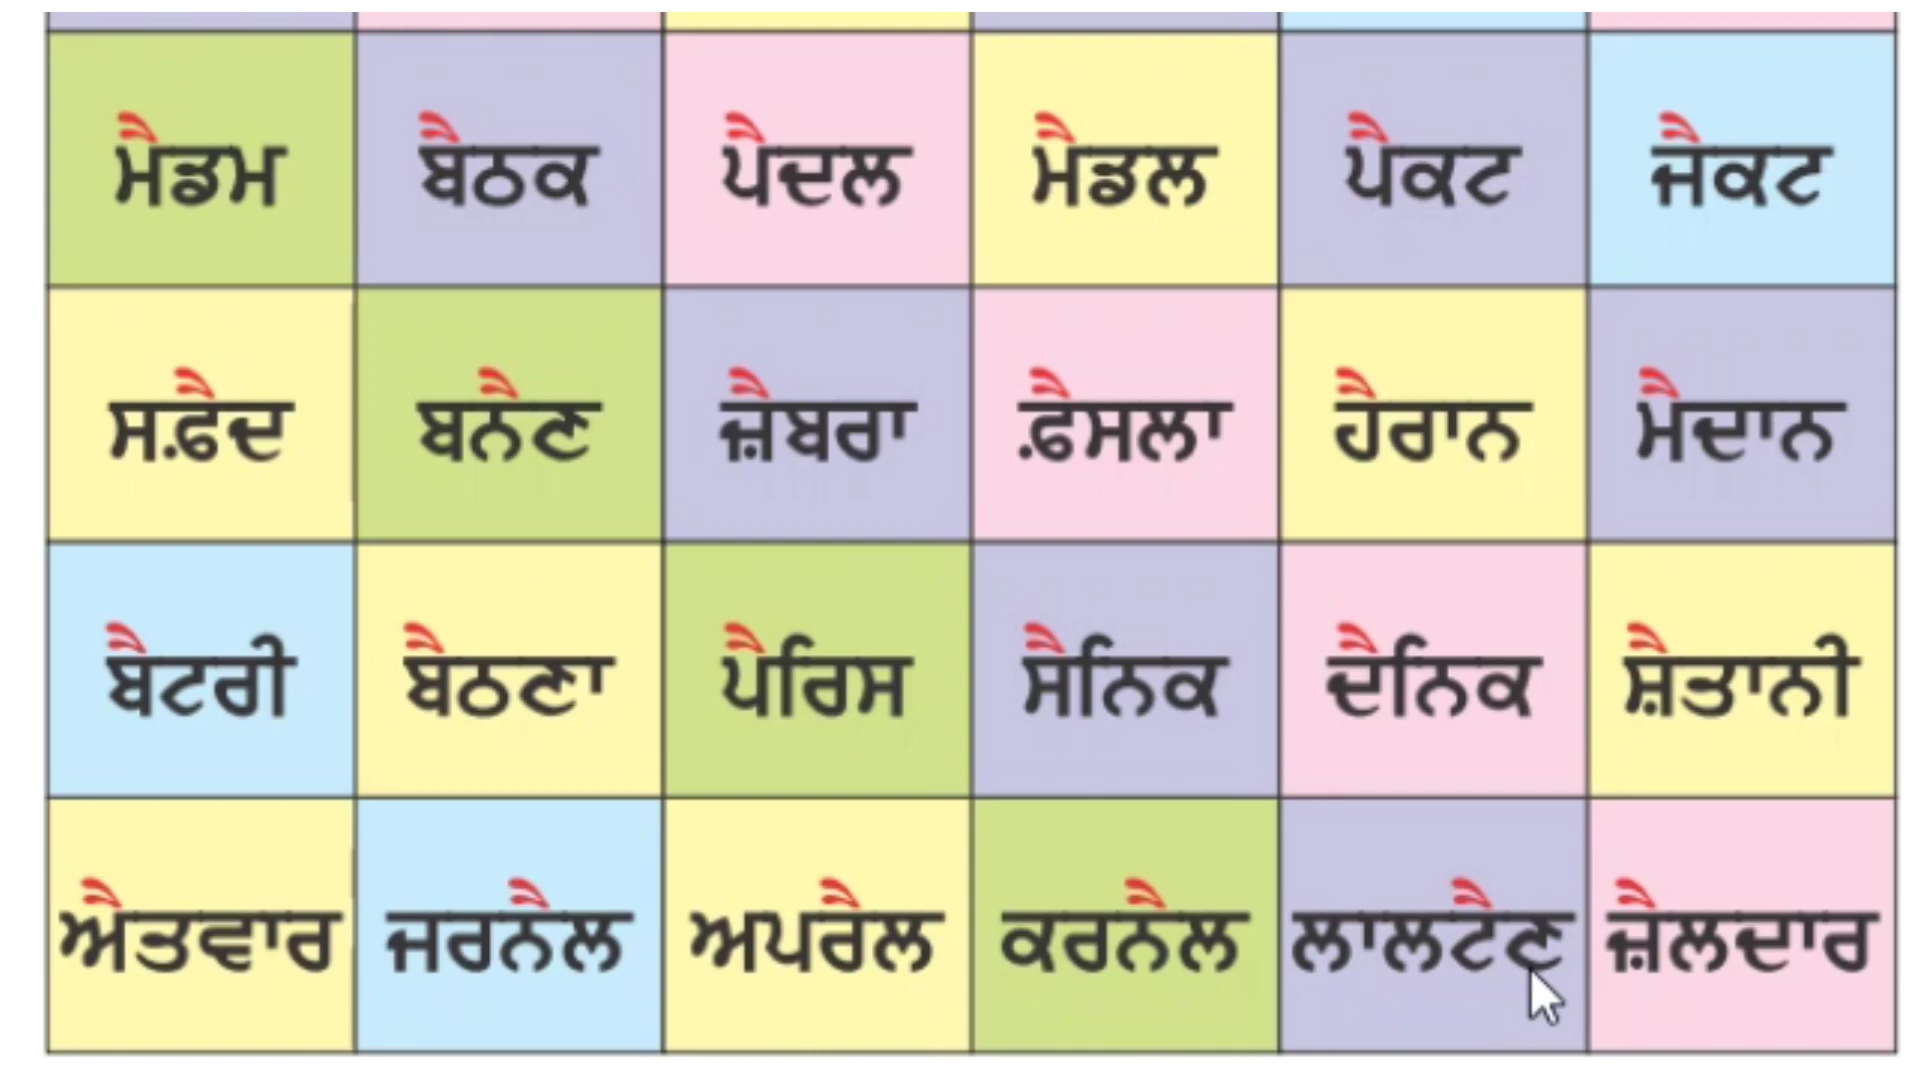 ਮੈਡਮ ਬੈਠਕ ਪੈਦਲ ਮੈਡਲ ਪੈਕਟ ਜੈਕਟ
ਸਫ਼ੈਦ ਬਨੈਣ ਜ਼ੈਬਰਾ ਫ਼ੈਸਲਾ ਹੈਰਾਨ ਮੈਦਾਨ
ਬੈਟਰੀ ਬੈਠਣਾ ਪੈਰਿਸ ਸੈਨਿਕ ਦੈਨਿਕ ਸ਼ੈਤਾਨੀ
ਐਤਵਾਰ ਜਰਨੈਲ ਅਪਰੈਲ ਕਰਨੈਲ ਲਾਲਟੈਣ ਜ਼ੈਲਦਾਰ